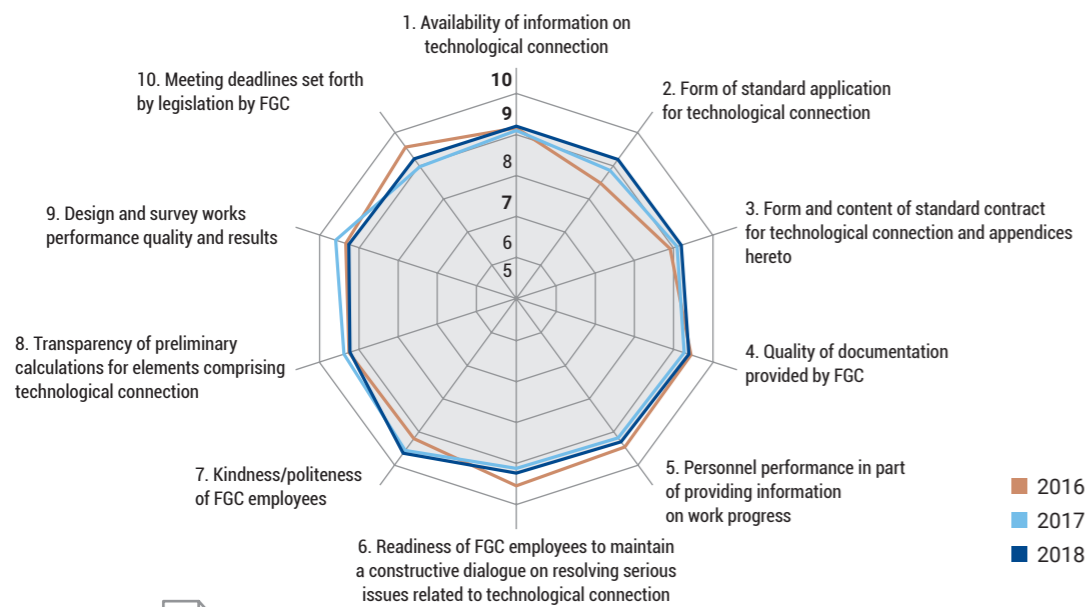 1. Availability of information on
technological connection
10. Meeting deadlines set forth
by legislation by FGC
2. Form of standard application
for technological connection
10
9
8
7
6
5
9. Design and survey works
performance quality and results
3. Form and content of standard contract
for technological connection and appendices
hereto
8. Transparency of preliminary
calculations for elements comprising
technological connection
4. Quality of documentation
provided by FGC
7. Kindness/politeness
of FGC employees
5. Personnel performance in part
of providing information
on work progress
6. Readiness of FGC employees to maintain
a constructive dialogue on resolving serious
issues related to technological connection
2016
2017
2018